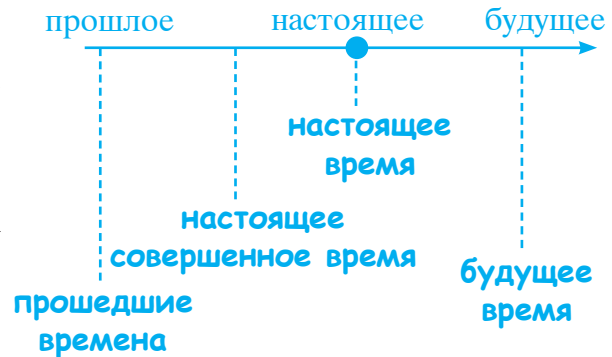 прошлое настоящее будущее
настоящее
время
настоящее
совершенное время
будущее
время
прошедшие
времена